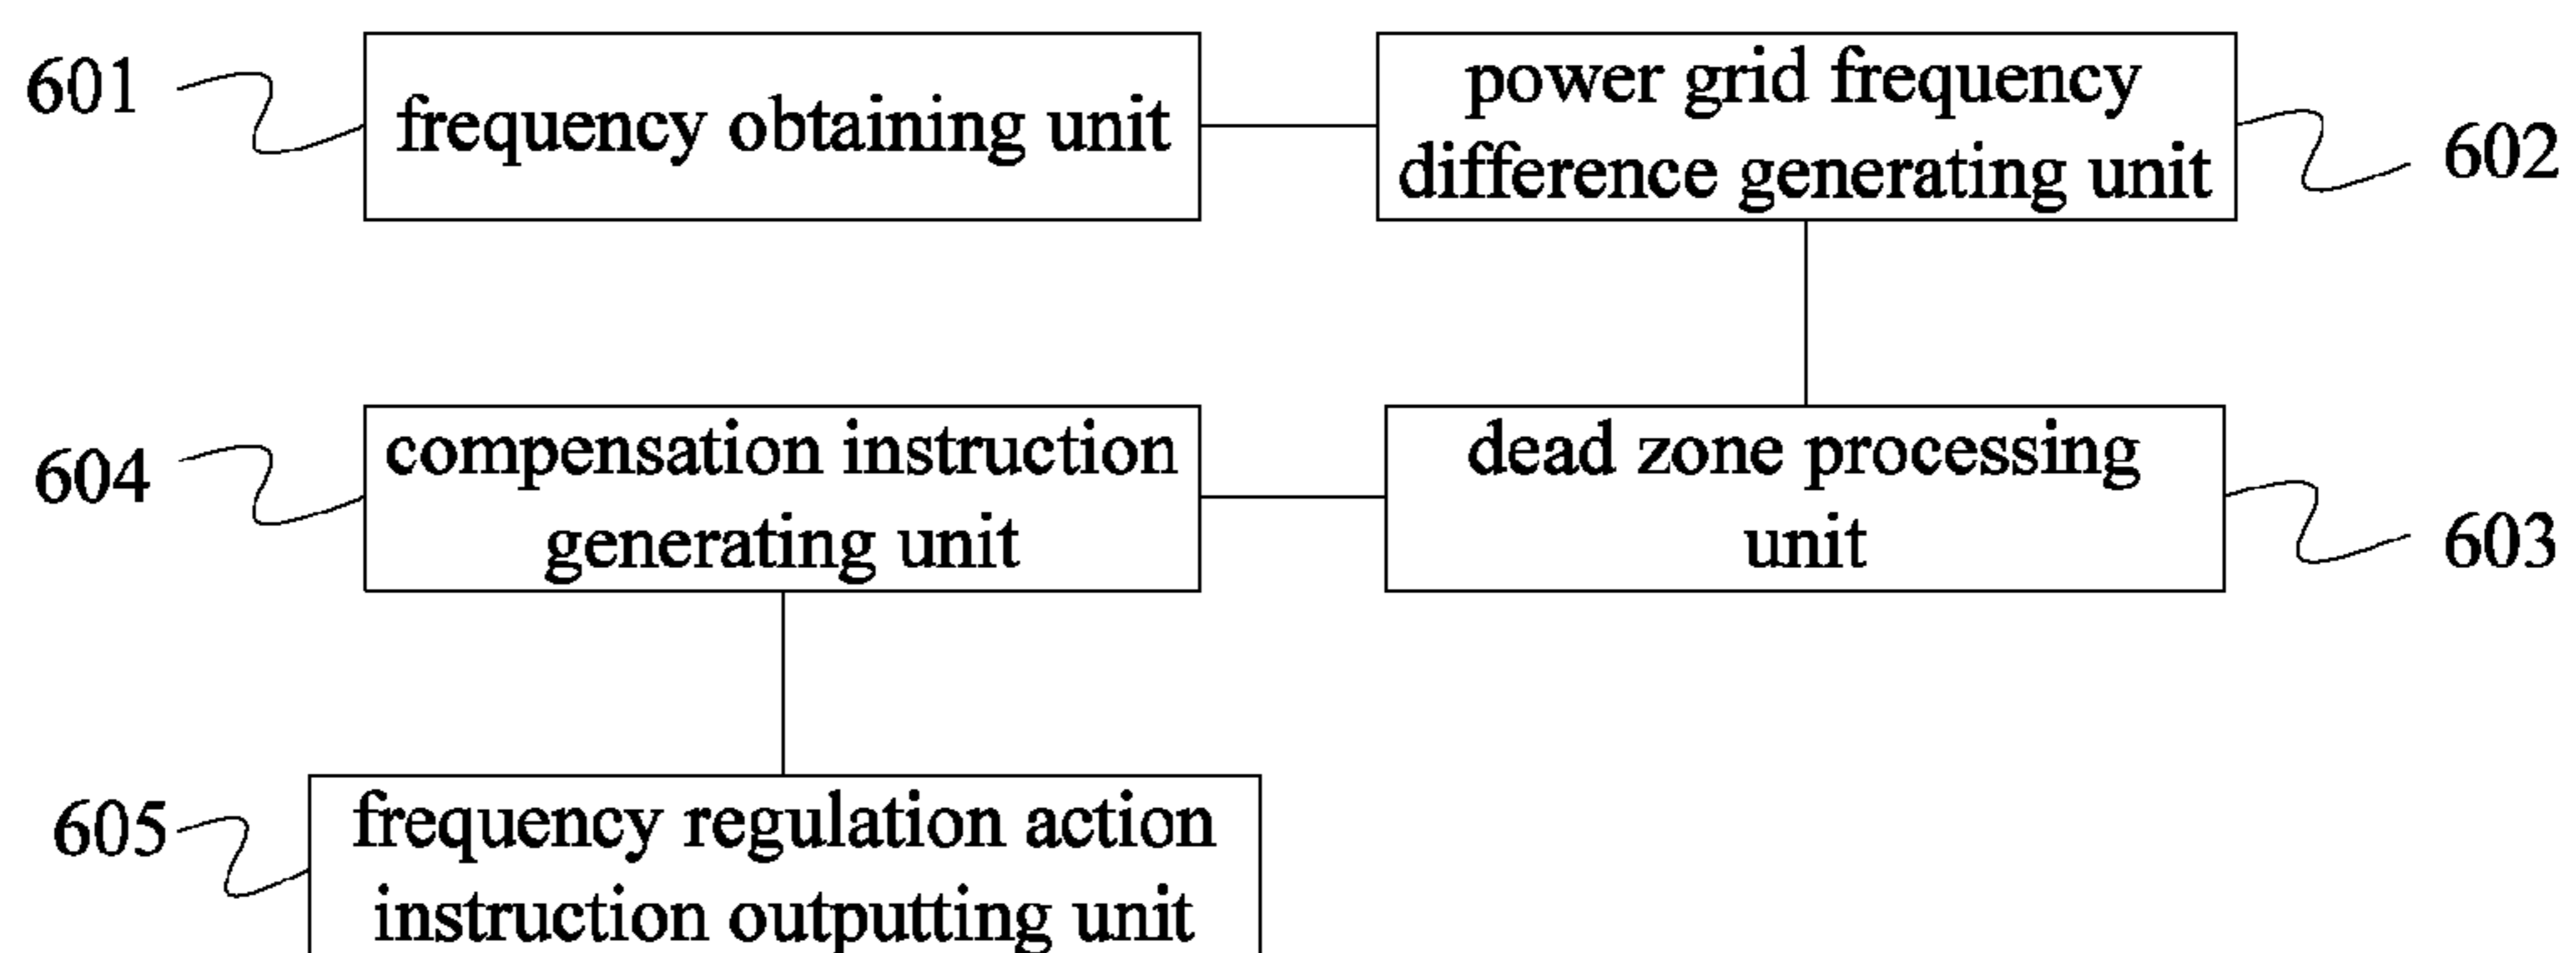 601
frequency obtaining unit
power grid frequency
difference generating unit
602
604
compensation instruction
generating unit
dead zone processing
unit
603
605
frequency regulation action
instruction outputting unit